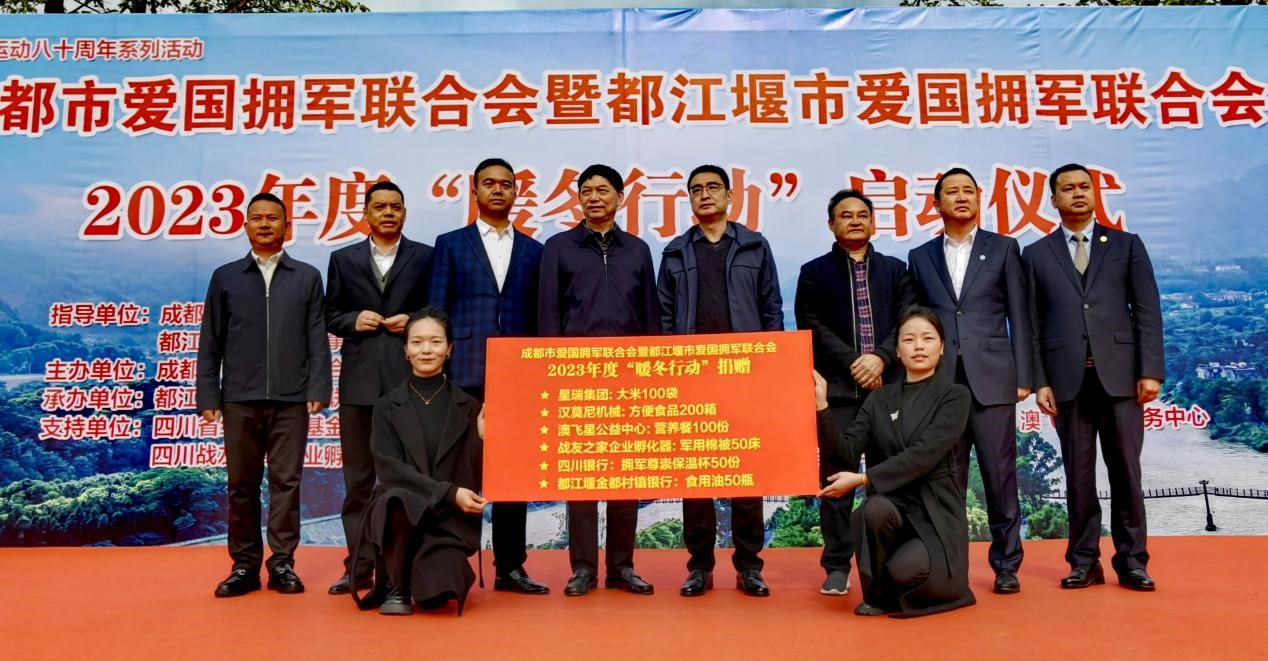 运动八十周年系列活动
都市爱国拥军联合会暨都江堰市爱国拥军联合会
2023年度“暖冬行动”启动仪式
指导单位：成都
都江
主办单位：成都
承办单位：都江
支持单位：四川省 基金
四川战友 业孵
澳 务中心
成都市爱国拥军联合会暨都江堰市爱国拥军联合会
2023年度“暖冬行动”捐赠
★ 星瑞集团: 大米100袋
★ 汉莫尼机械: 方便食品200箱
★ 澳飞星公益中心: 营养餐100份
★ 战友之家企业孵化器: 军用棉被50床
★ 四川银行：拥军尊崇保温杯50份
★ 都江堰金都村镇银行：食用油50瓶